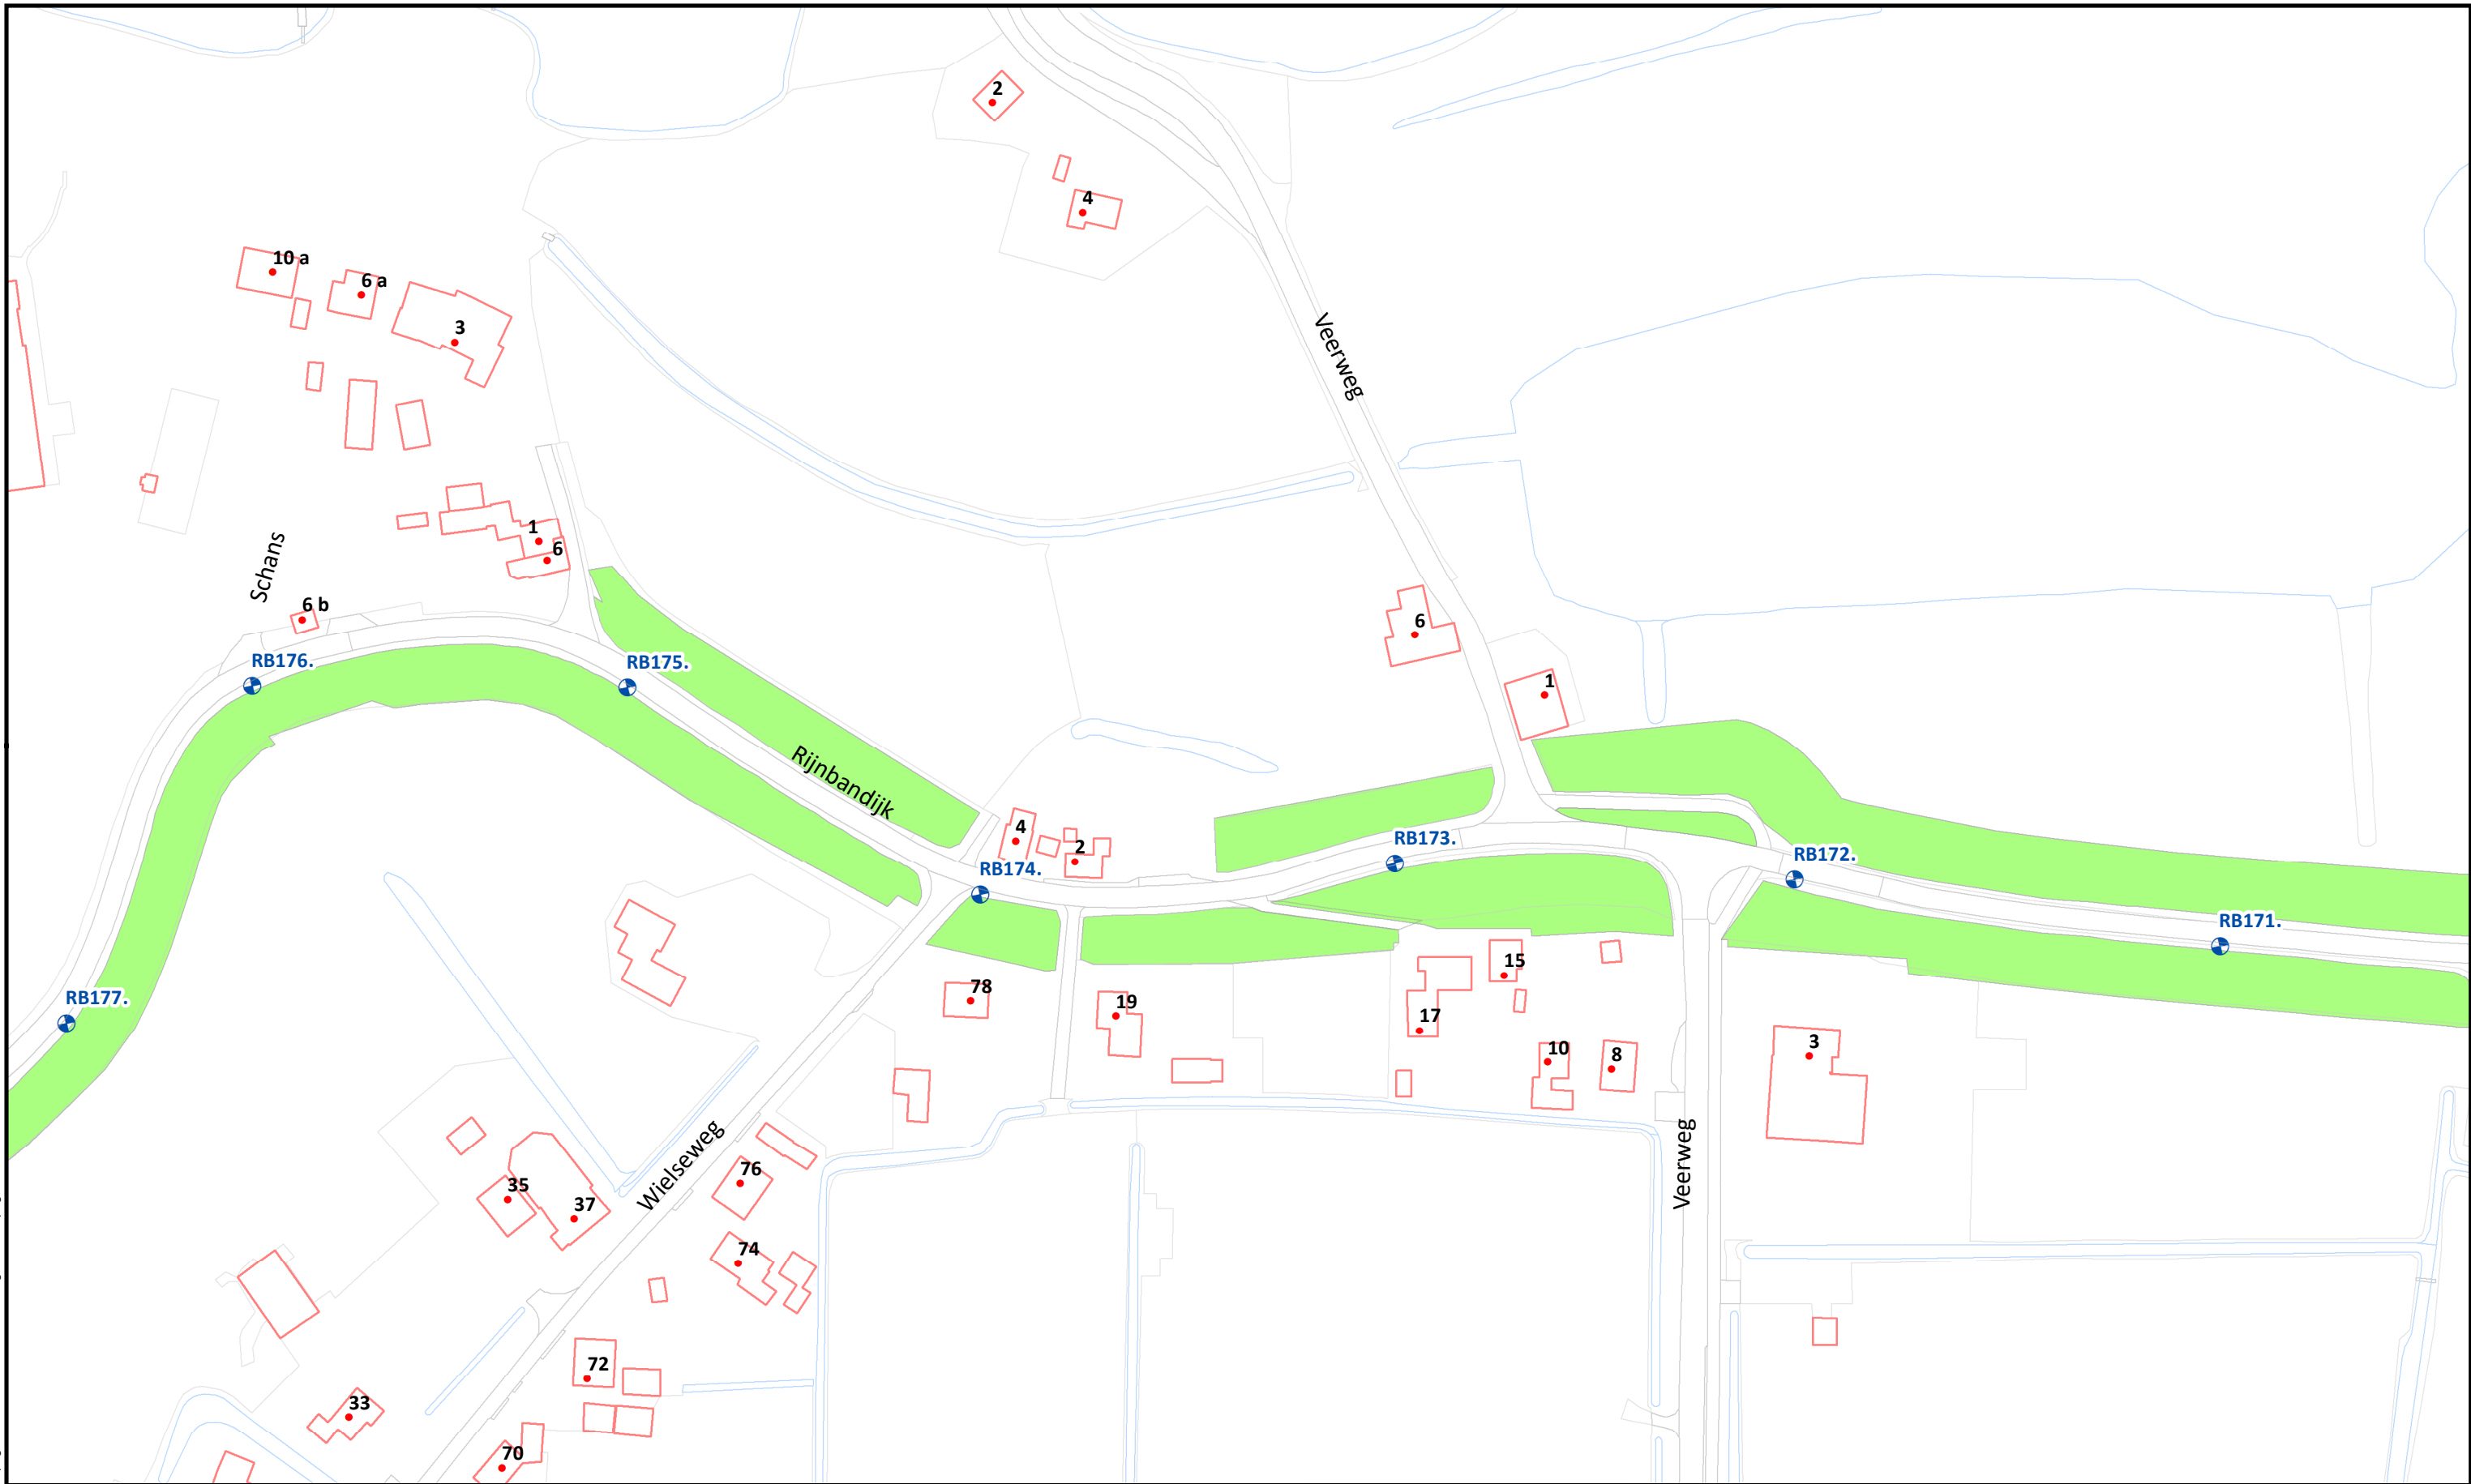 2
4
10 a
6 a
3
Veerweg
1
6
Schans
6 b
6
RB176.
RB175.
1
Rijnbandijk
4
2
RB173.
RB172.
RB174.
RB171.
15
78
RB177.
19
17
10
8
3
Wielseweg
Veerweg
76
35
37
74
72
33
70